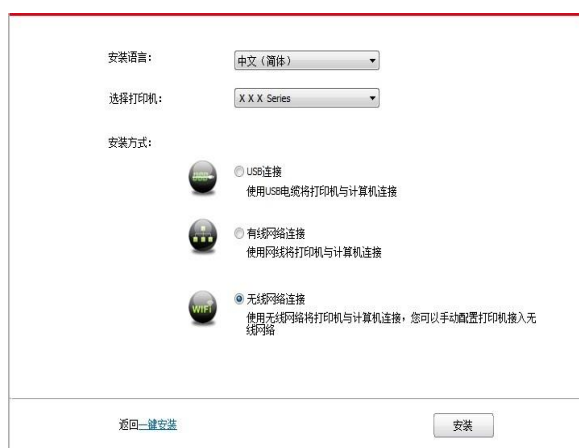 安装语言：
中文（简体）
选择打印机：
X X X Series
安装方式：
USB
USB连接
使用USB电缆将打印机与计算机连接
有线网络连接
使用网线将打印机与计算机连接
WiFi
无线网络连接
使用无线网络将打印机与计算机连接，您可以手动配置打印机接入无
线网络
返回一键安装
安装